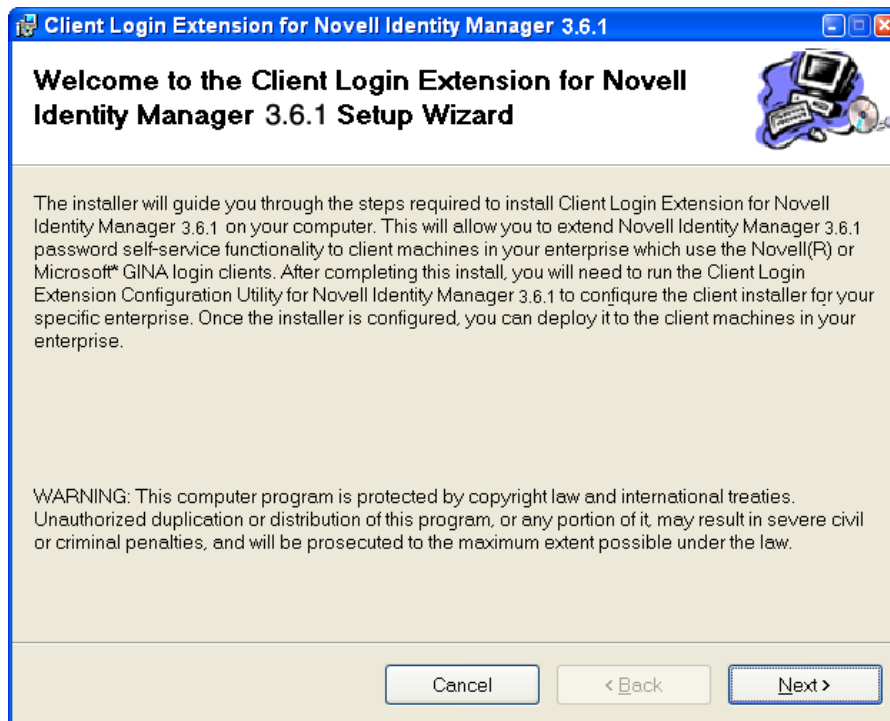 Client Login Extension for Novell Identity Manager 3.6.1
Welcome to the Client Login Extension for Novell
Identity Manager 3.6.1 Setup Wizard
The installer will guide you through the steps required to install Client Login Extension for Novell
Identity Manager 3.6.1 on your computer. This will allow you to extend Novell Identity Manager 3.6.1
password self-service functionality to client machines in your enterprise which use the Novell(R) or
Microsoft* GINA login clients. After completing this install, you will need to run the Client Login
Extension Configuration Utility for Novell Identity Manager 3.6.1 to configure the client installer for your
specific enterprise. Once the installer is configured, you can deploy it to the client machines in your
enterprise.
WARNING: This computer program is protected by copyright law and international treaties.
Unauthorized duplication or distribution of this program, or any portion of it, may result in severe civil
or criminal penalties, and will be prosecuted to the maximum extent possible under the law.
Cancel
< Back
Next >